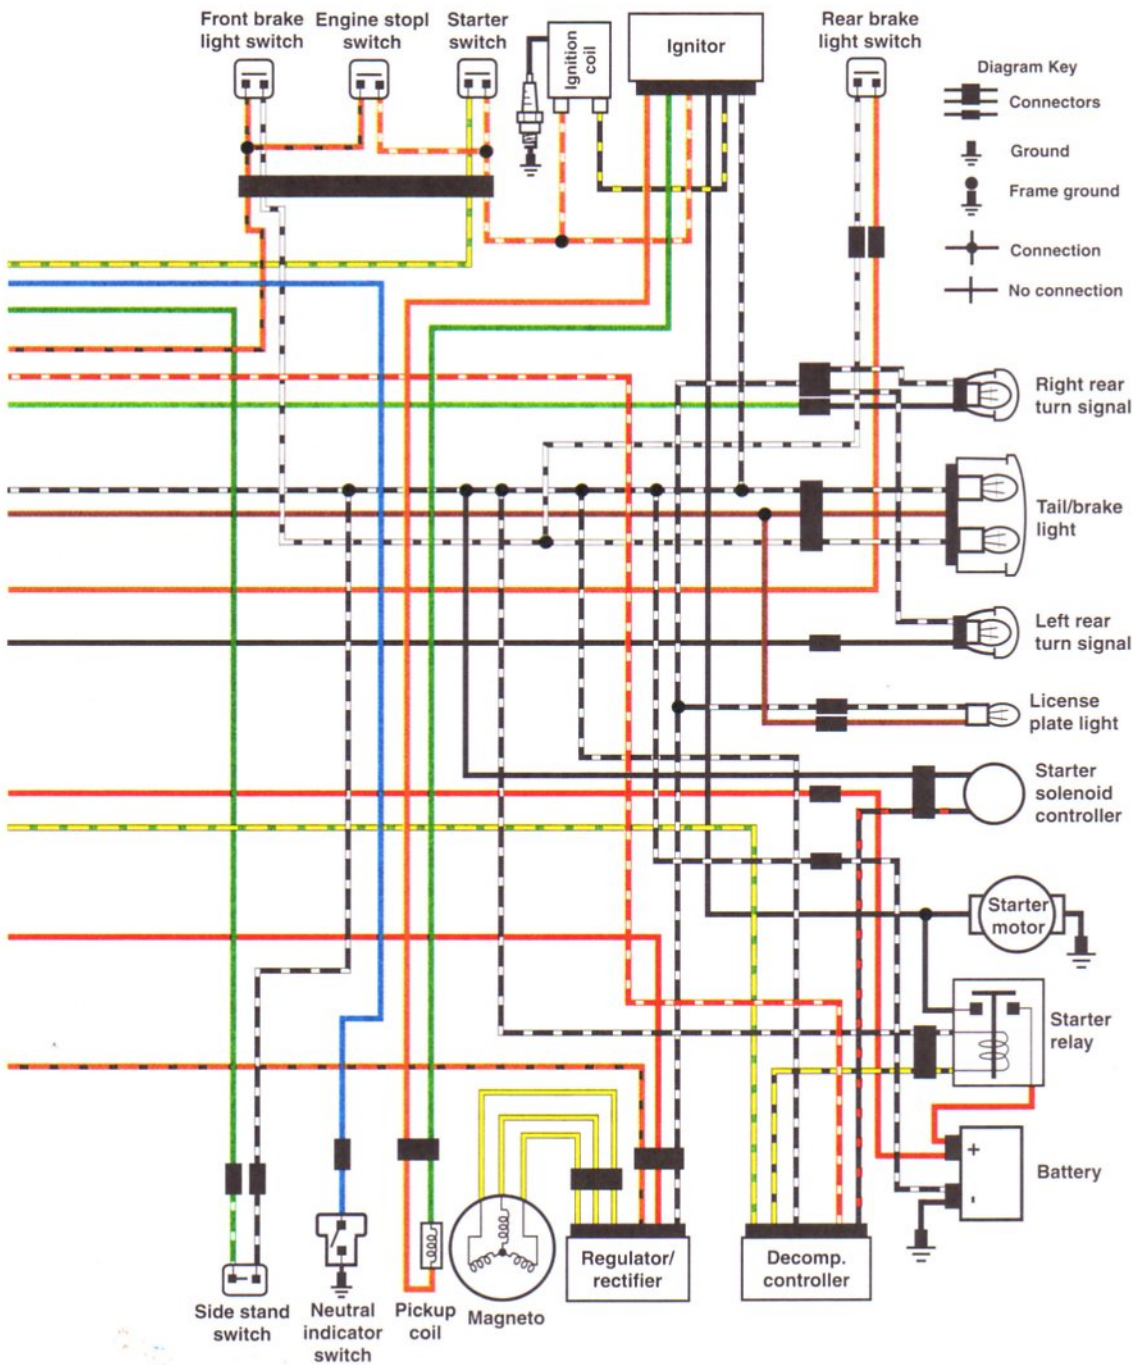 Front brake
light switch
Engine stopl
switch
Starter
switch
Ignition
coil
Ignitor
Rear brake
light switch
Diagram Key
Connectors
Ground
Frame ground
Connection
No connection
Right rear
turn signal
Tail/brake
light
Left rear
turn signal
License
plate light
Starter
solenoid
controller
Starter
motor
Starter
relay
+
-
Battery
Regulator/
rectifier
Decomp.
controller
Side stand
switch
Neutral
indicator
switch
Pickup
coil
Magneto